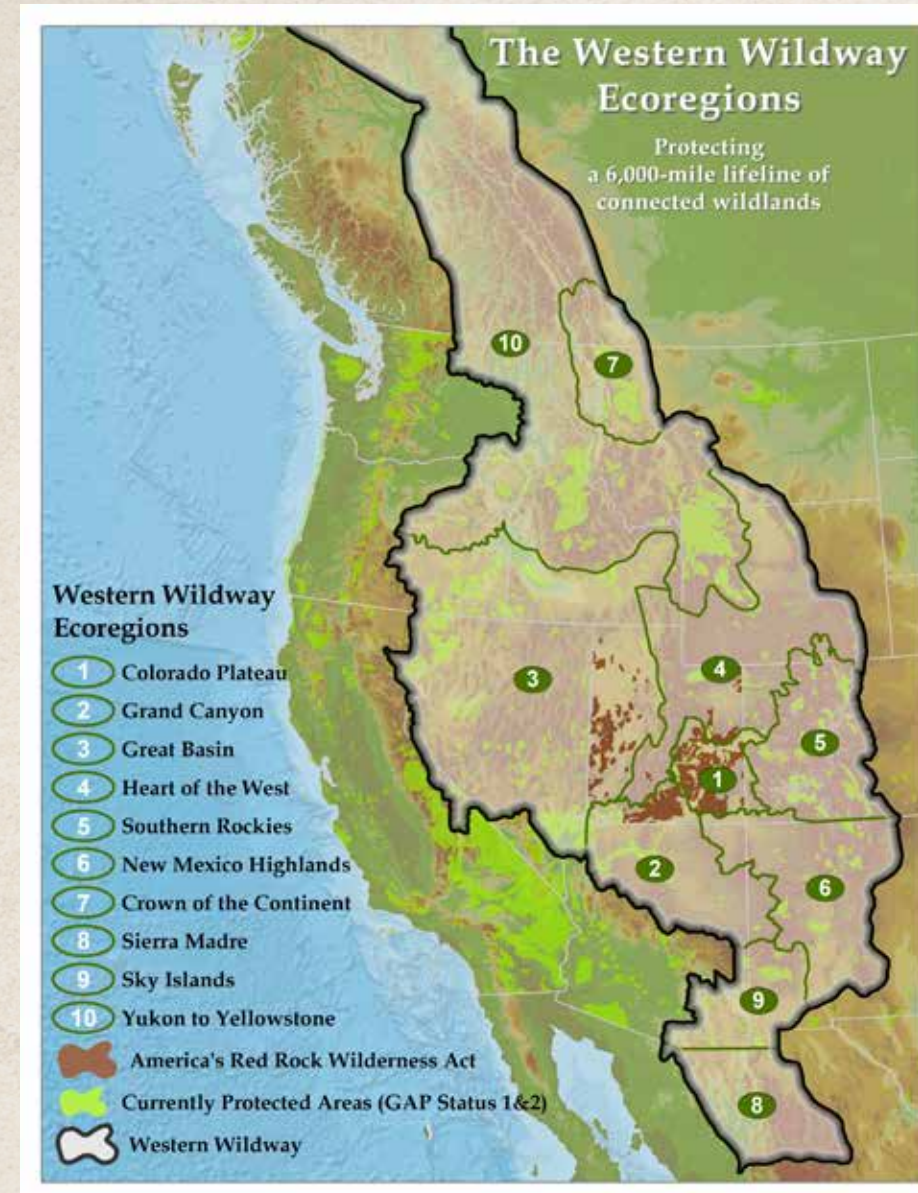 The Western Wildway
Ecoregions
Protecting
a 6,000-mile lifeline of
connected wildlands
10
7
3
4
5
1
2
6
9
8
Western Wildway
Ecoregions
1 Colorado Plateau
2 Grand Canyon
3 Great Basin
4 Heart of the West
5 Southern Rockies
6 New Mexico Highlands
7 Crown of the Continent
8 Sierra Madre
9 Sky Islands
10 Yukon to Yellowstone
America's Red Rock Wilderness Act
Currently Protected Areas (GAP Status 1&2)
Western Wildway